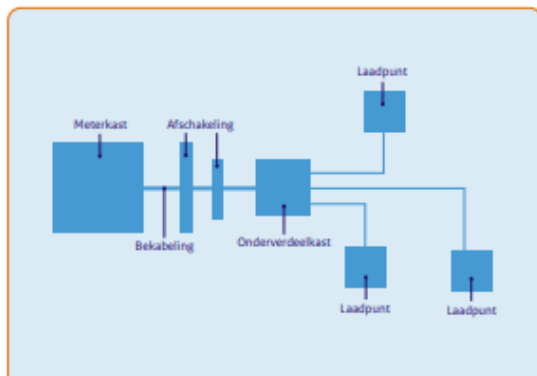 Laadpunt
Meterkast
Afschakeling
Bekabeling
Onderverdeelkast
Laadpunt
Laadpunt